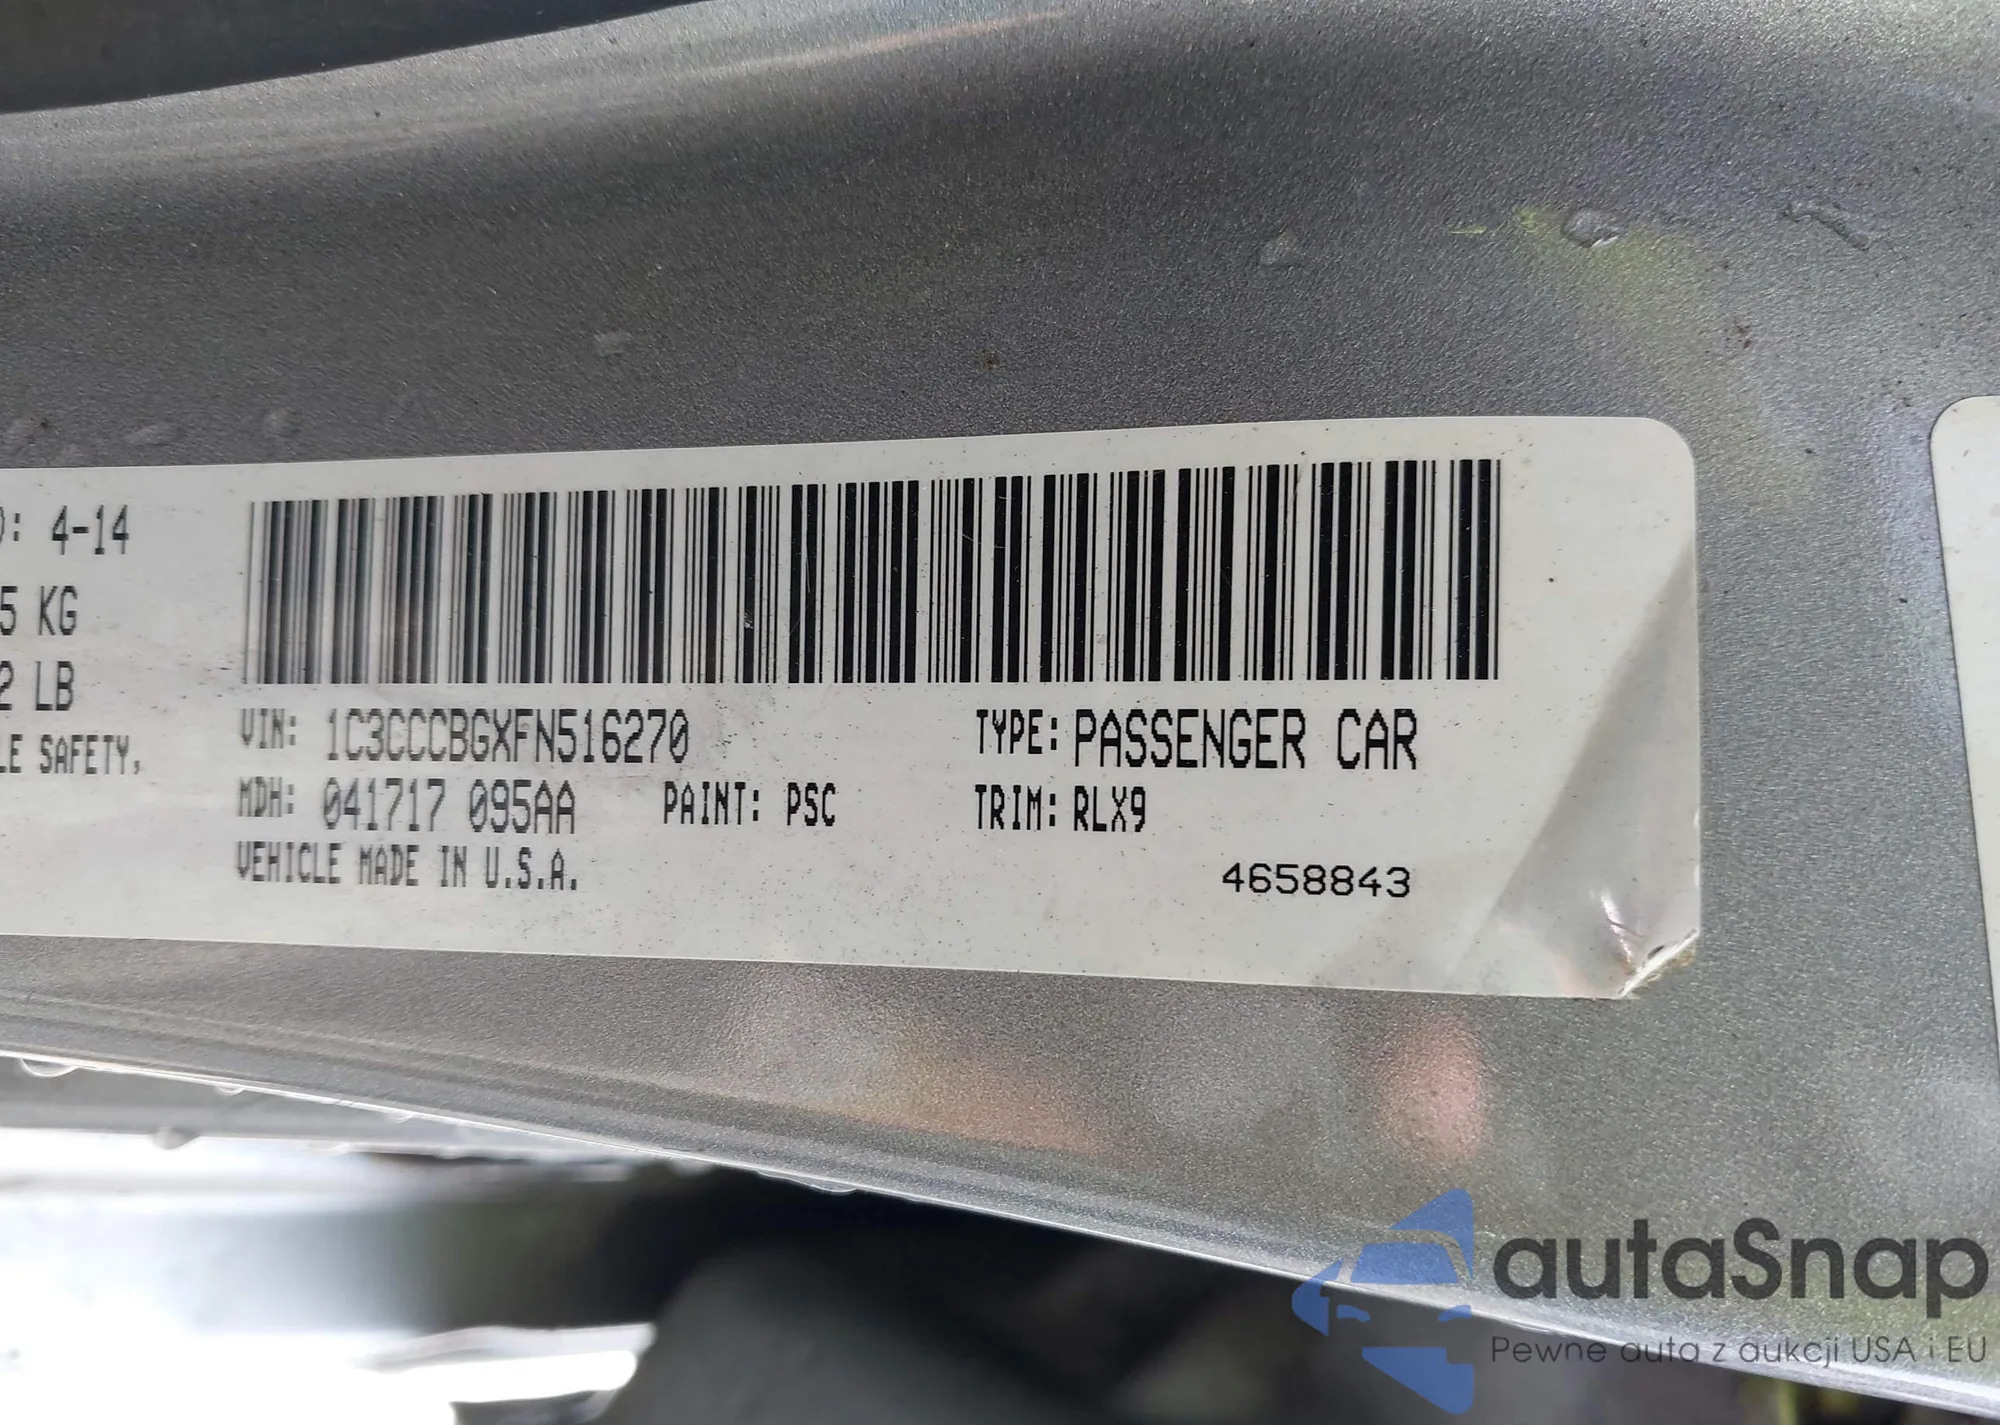 ): 4-14
5 KG
2 LB
LE SAFETY,
VIN: 1C3CCCBGXFN516270
TYPE: PASSENGER CAR
MDH: 041717 095AA
PAINT: PSC
TRIM: RLX9
VEHICLE MADE IN U.S.A.
4658843
autaSnap
Pewne auta z aukcji USA i EU